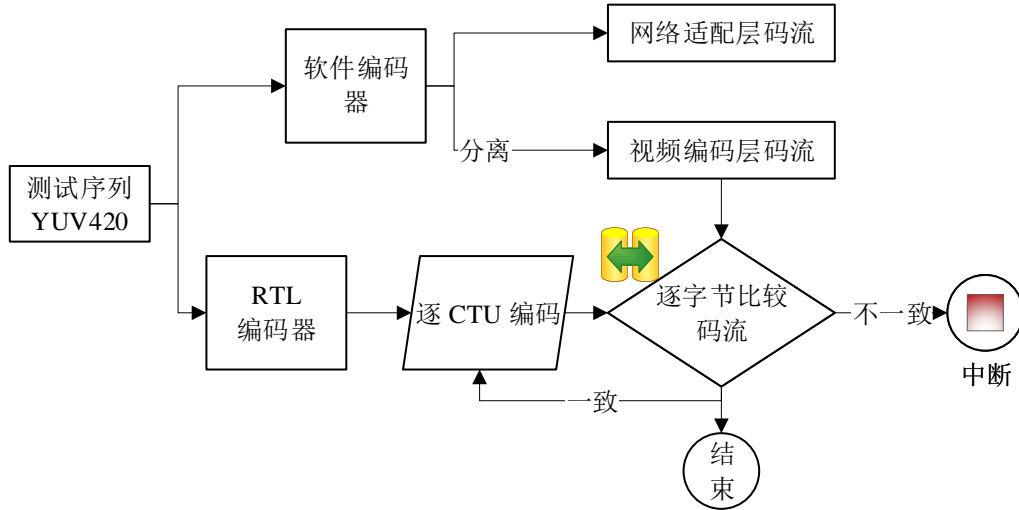 网络适配层码流
软件编码
器
分离
视频编码层码流
测试序列
YUV420
RTL
编码器
逐 CTU 编码
逐字节比较
码流
不一致
中断
一致
结
束